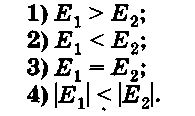 1) E₁ > E₂;
2) E₁ < E₂;
3) E₁ = E₂;
4) |E₁| < |E₂|.